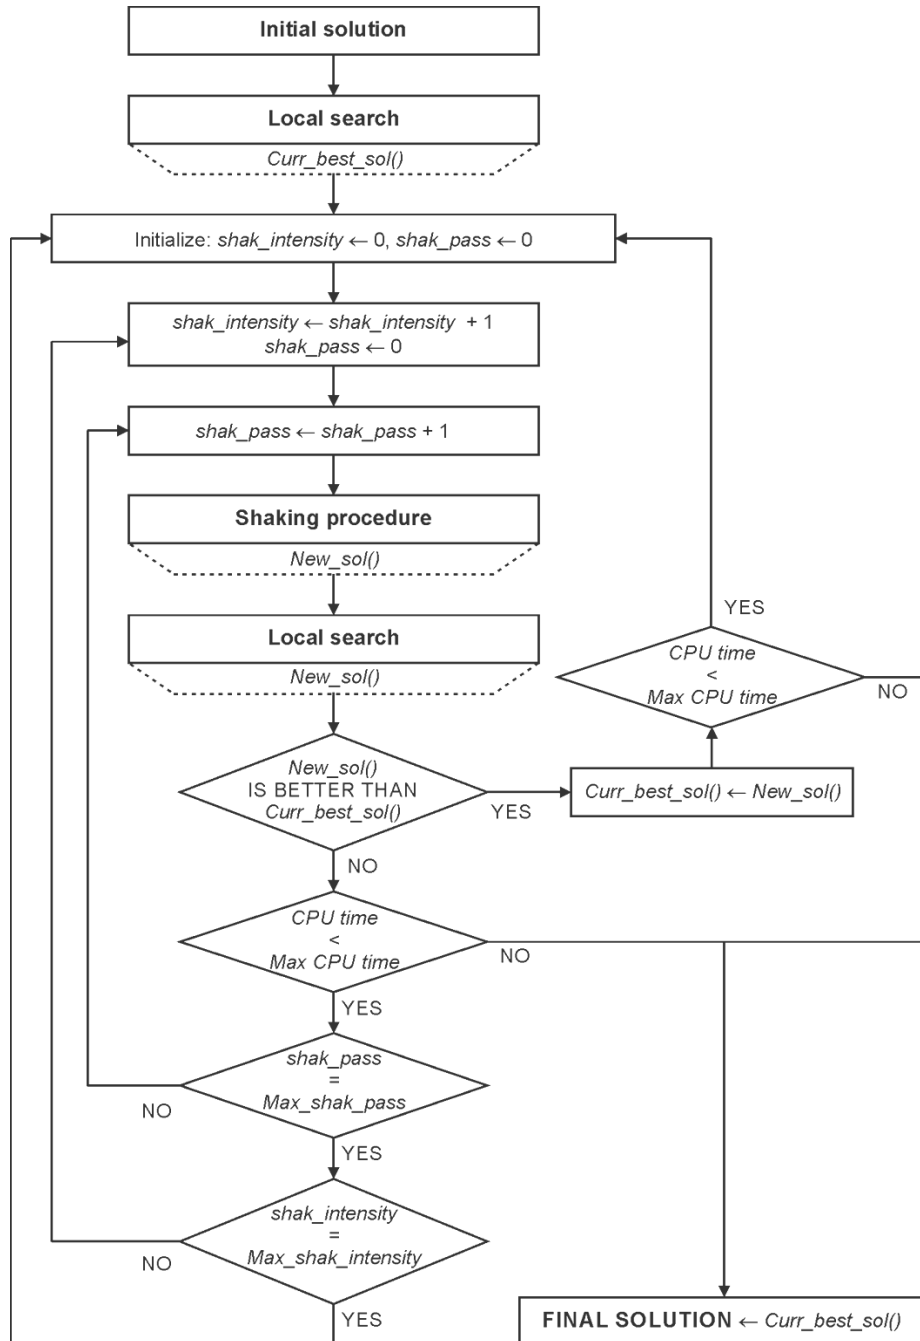 Initial solution
Local search
Curr_best_sol()
Initialize: shak_intensity ← 0, shak_pass ← 0
shak_intensity ← shak_intensity + 1
shak_pass ← 0
shak_pass ← shak_pass + 1
Shaking procedure
New_sol()
Local search
New_sol()
YES
CPU time
<
Max CPU time
NO
New_sol()
IS BETTER THAN
Curr_best_sol()
YES
Curr_best_sol() ← New_sol()
NO
CPU time
<
Max CPU time
NO
YES
shak_pass
=
Max_shak_pass
NO
YES
shak_intensity
=
Max_shak_intensity
NO
YES
FINAL SOLUTION ← Curr_best_sol()